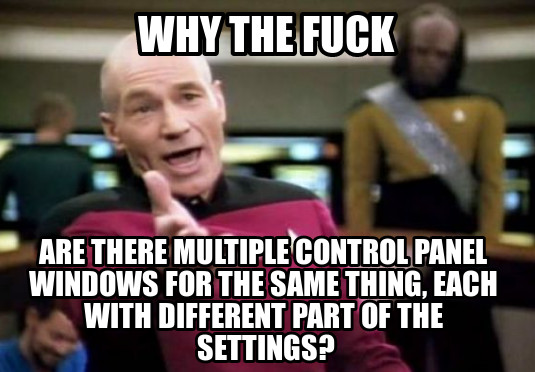 WHY THE FUCK
ARE THERE MULTIPLE CONTROL PANEL
WINDOWS FOR THE SAME THING, EACH
WITH DIFFERENT PART OF THE
SETTINGS?